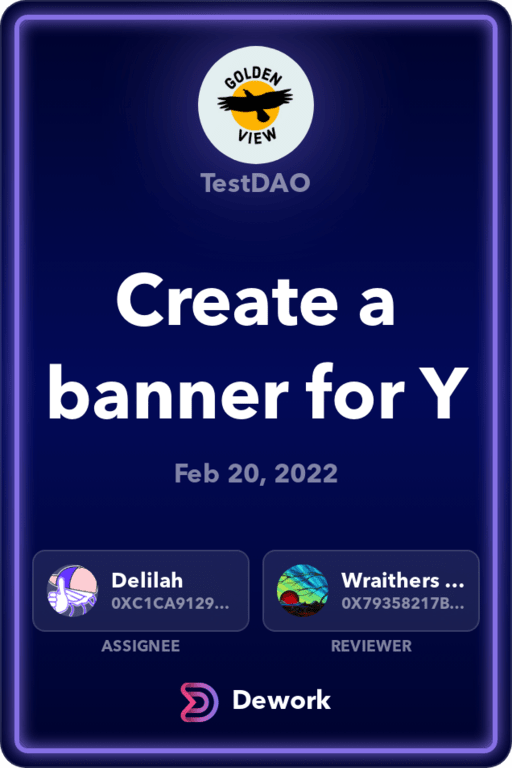 GOLDEN
VIEW
TestDAO
Create a
banner for Y
Feb 20, 2022
Delilah
0XC1CA9129...
ASSIGNEE
Wraithers ...
0X79358217B...
REVIEWER
Dework